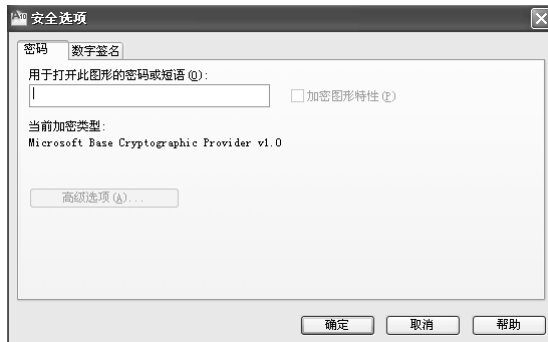 安全选项
密码 数字签名
用于打开此图形的密码或短语(O):
加密图形特性(P)
当前加密类型:
Microsoft Base Cryptographic Provider v1.0
高级选项(A)...
确定 取消 帮助